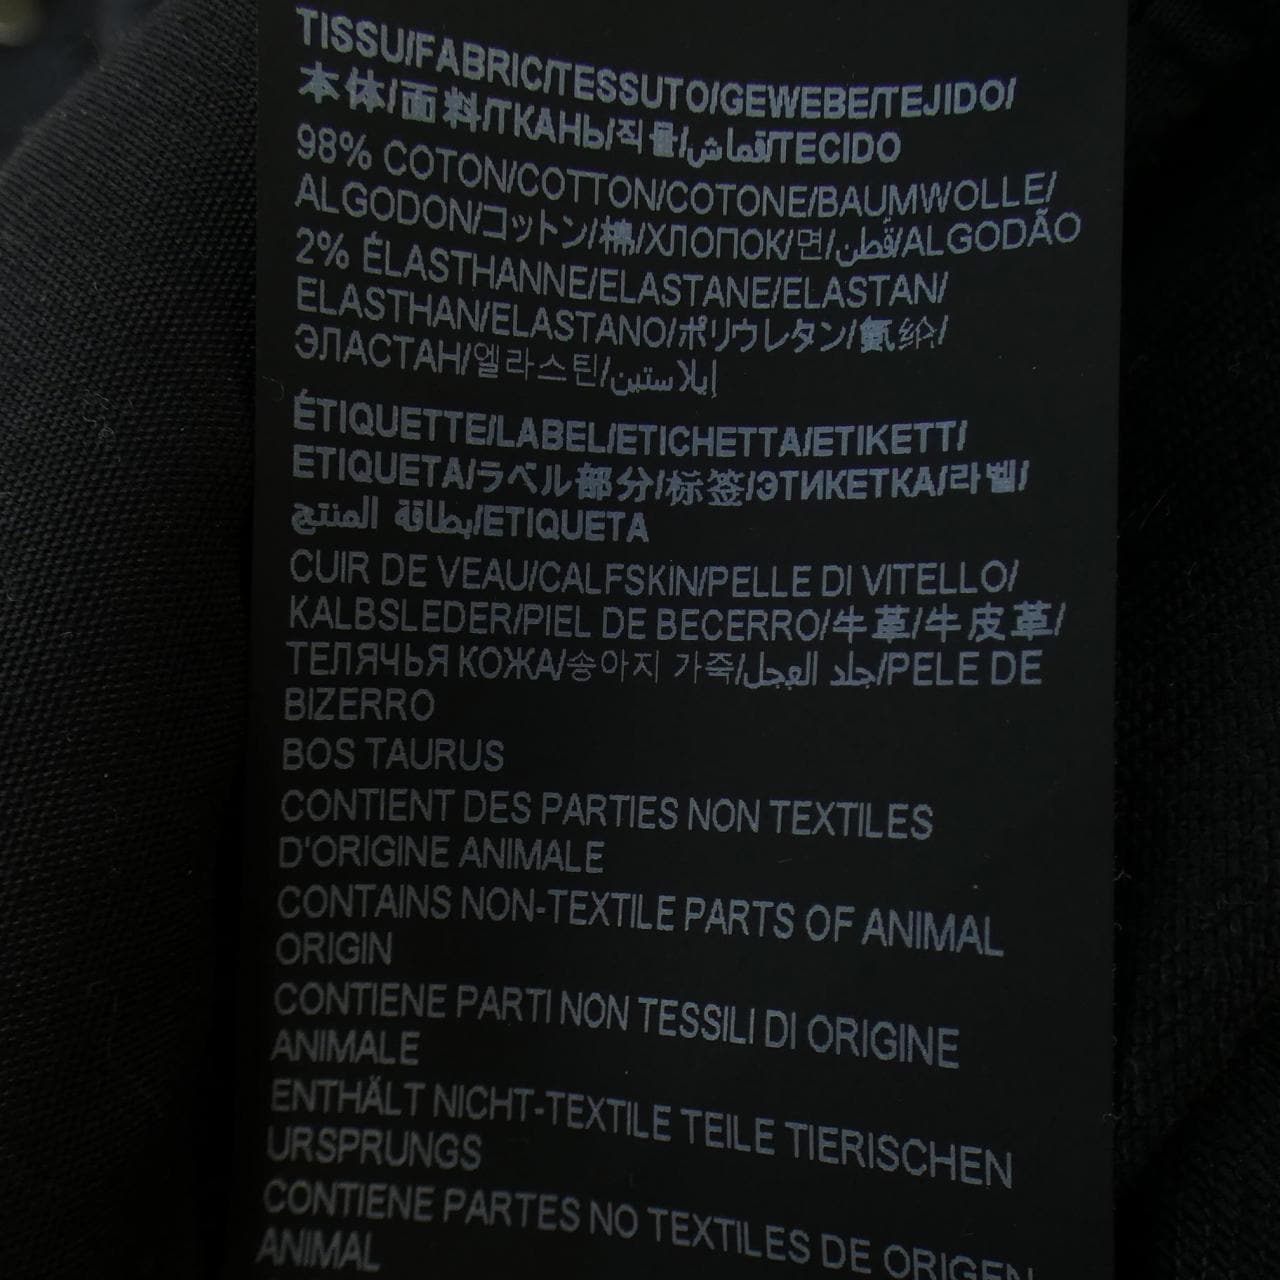 TISSU/FABRIC/TESSUTO/GEWEBE/TEJIDO/
本体/面料/ТКАНЬ/직물/قماش/TECIDO
98% COTON/COTTON/COTONE/BAUMWOLLE/
ALGODON/コットン/棉/ХЛОПОК/면/قطن/ALGODÃO
2% ÉLASTHANNE/ELASTANE/ELASTAN/
ELASTHAN/ELASTANO/ポリウレタン/氨纶/
ЭЛАСТАН/엘라스틴/إيلاستين
ÉTIQUETTE/LABEL/ETICHETTA/ETIKETT/
ETIQUETA/ラベル部分/标签/ЭТИКЕТКА/라벨/
بطاقة المنتج/ETIQUETA
CUIR DE VEAU/CALFSKIN/PELLE DI VITELLO/
KALBSLEDER/PIEL DE BECERRO/牛革/牛皮革/
ТЕЛЯЧЬЯ КОЖА/송아지 가죽/جلد العجل/PELE DE
BIZERRO
BOS TAURUS
CONTIENT DES PARTIES NON TEXTILES
D'ORIGINE ANIMALE
CONTAINS NON-TEXTILE PARTS OF ANIMAL
ORIGIN
CONTIENE PARTI NON TESSILI DI ORIGINE
ANIMALE
ENTHÄLT NICHT-TEXTILE TEILE TIERISCHEN
URSPRUNGS
CONTIENE PARTES NO TEXTILES DE ORIGEN
ANIMAL